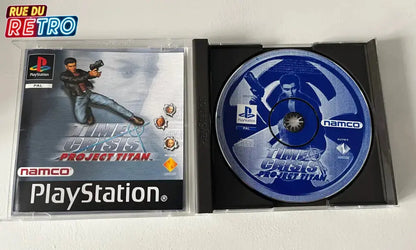 RUE DU
RETRO
PlayStation
PAL
TIME
CRISIS
PROJECT TITAN
namco
PlayStation
namco
TIME
CRISIS
PROJECT TITAN